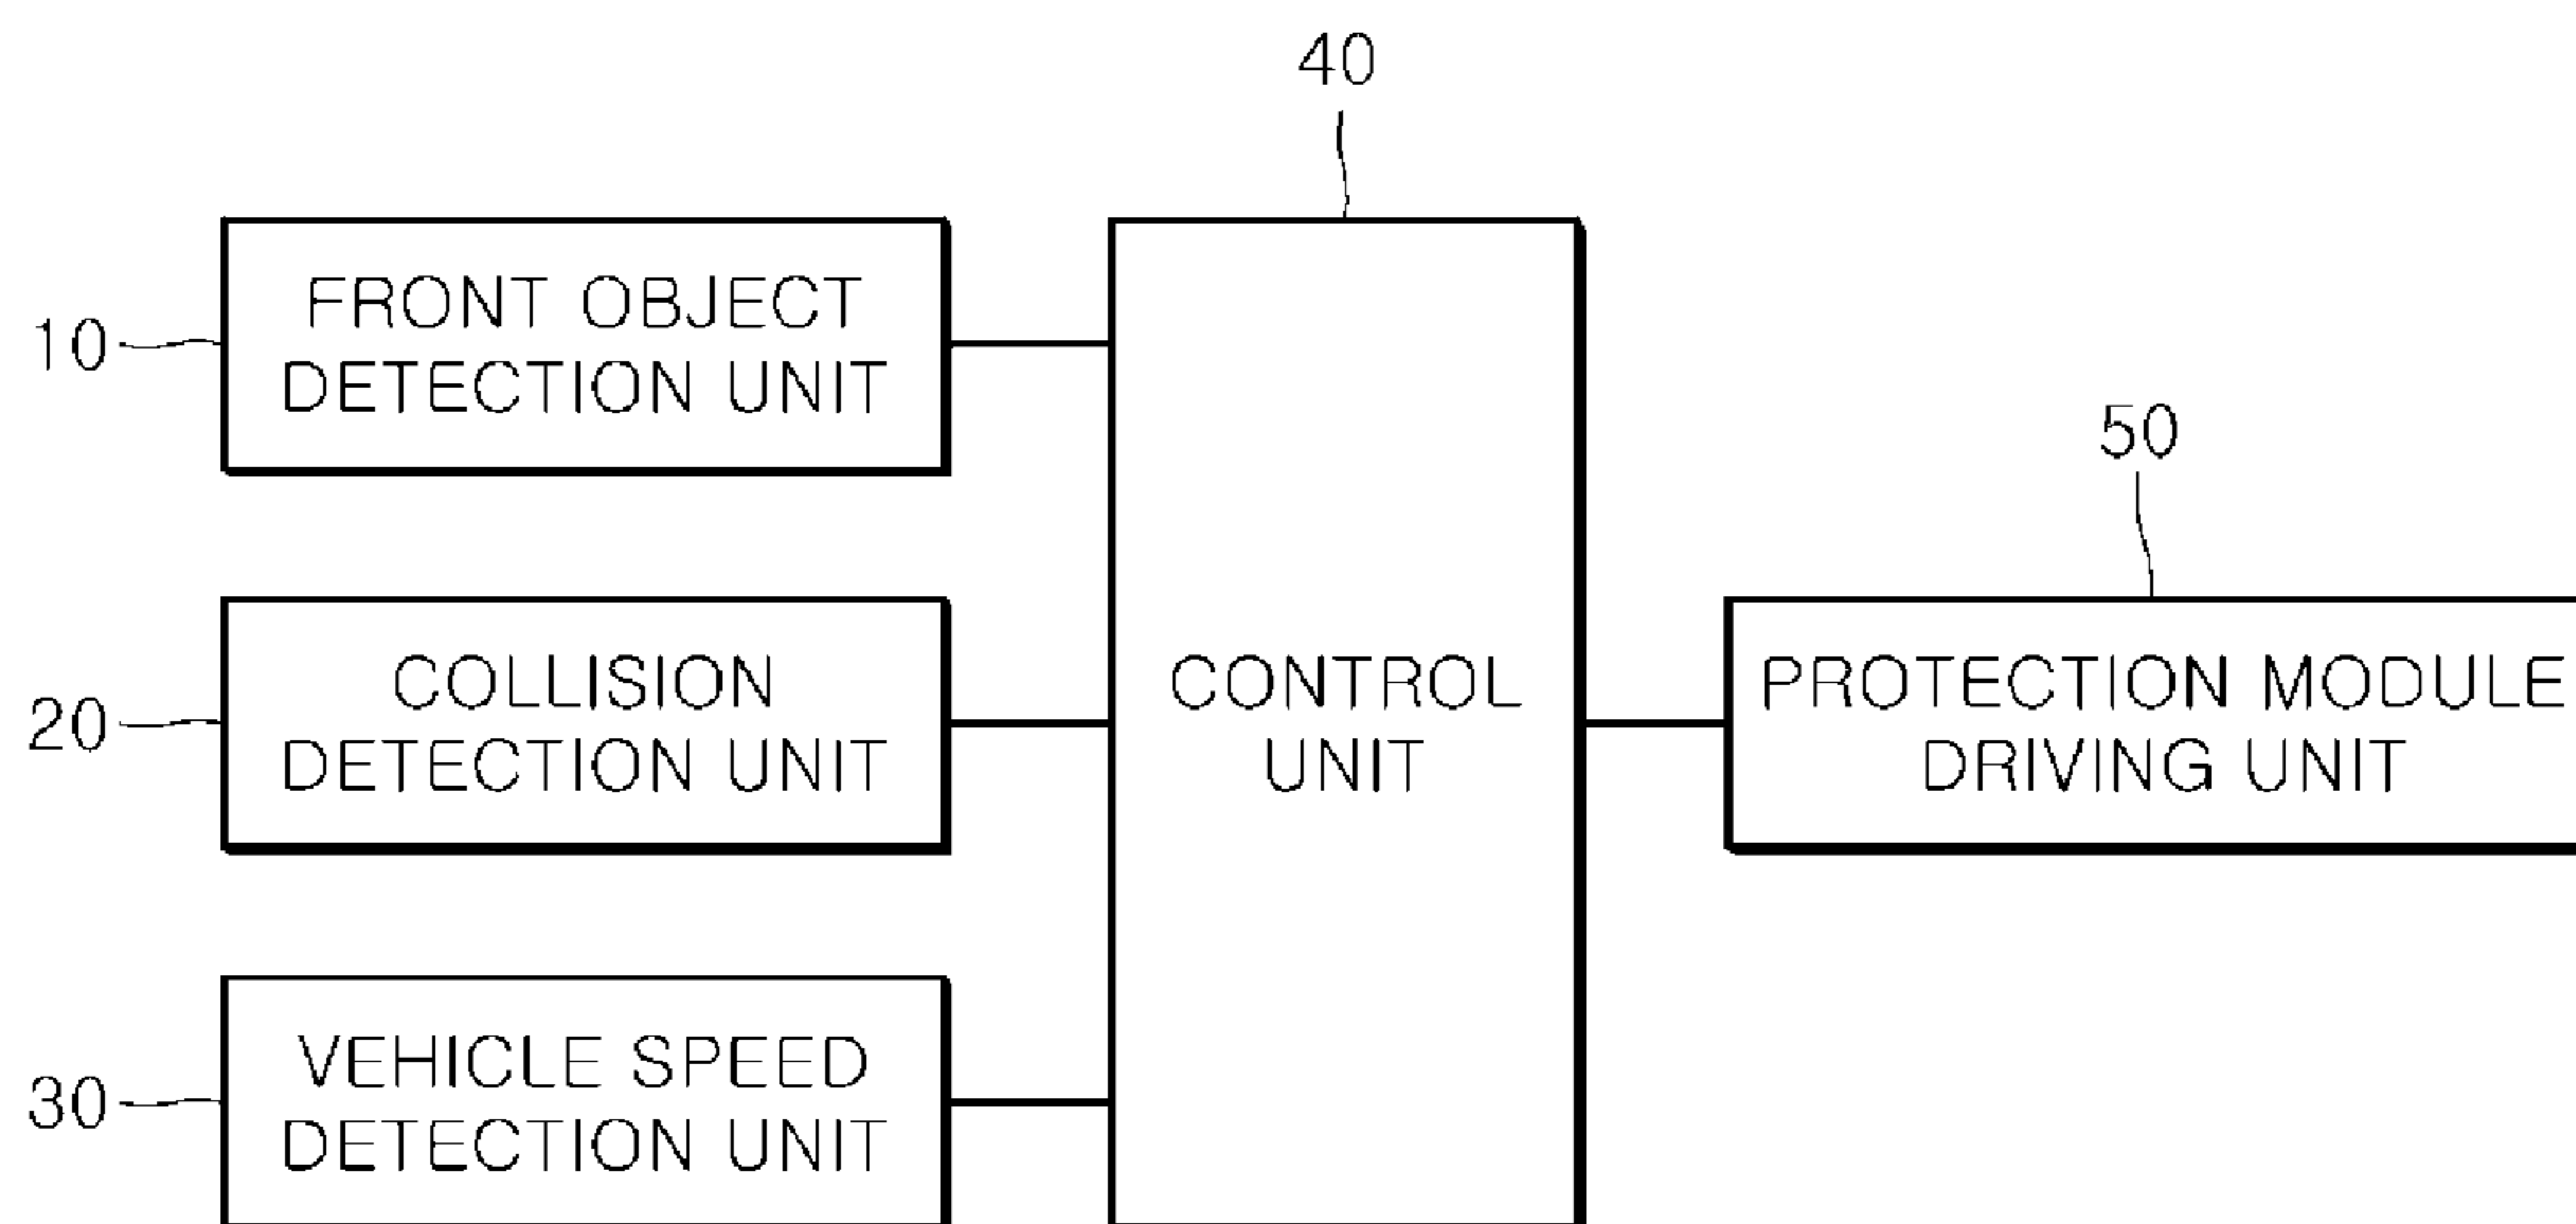 40
10
FRONT OBJECT
DETECTION UNIT
50
20
COLLISION
DETECTION UNIT
CONTROL
UNIT
PROTECTION MODULE
DRIVING UNIT
30
VEHICLE SPEED
DETECTION UNIT